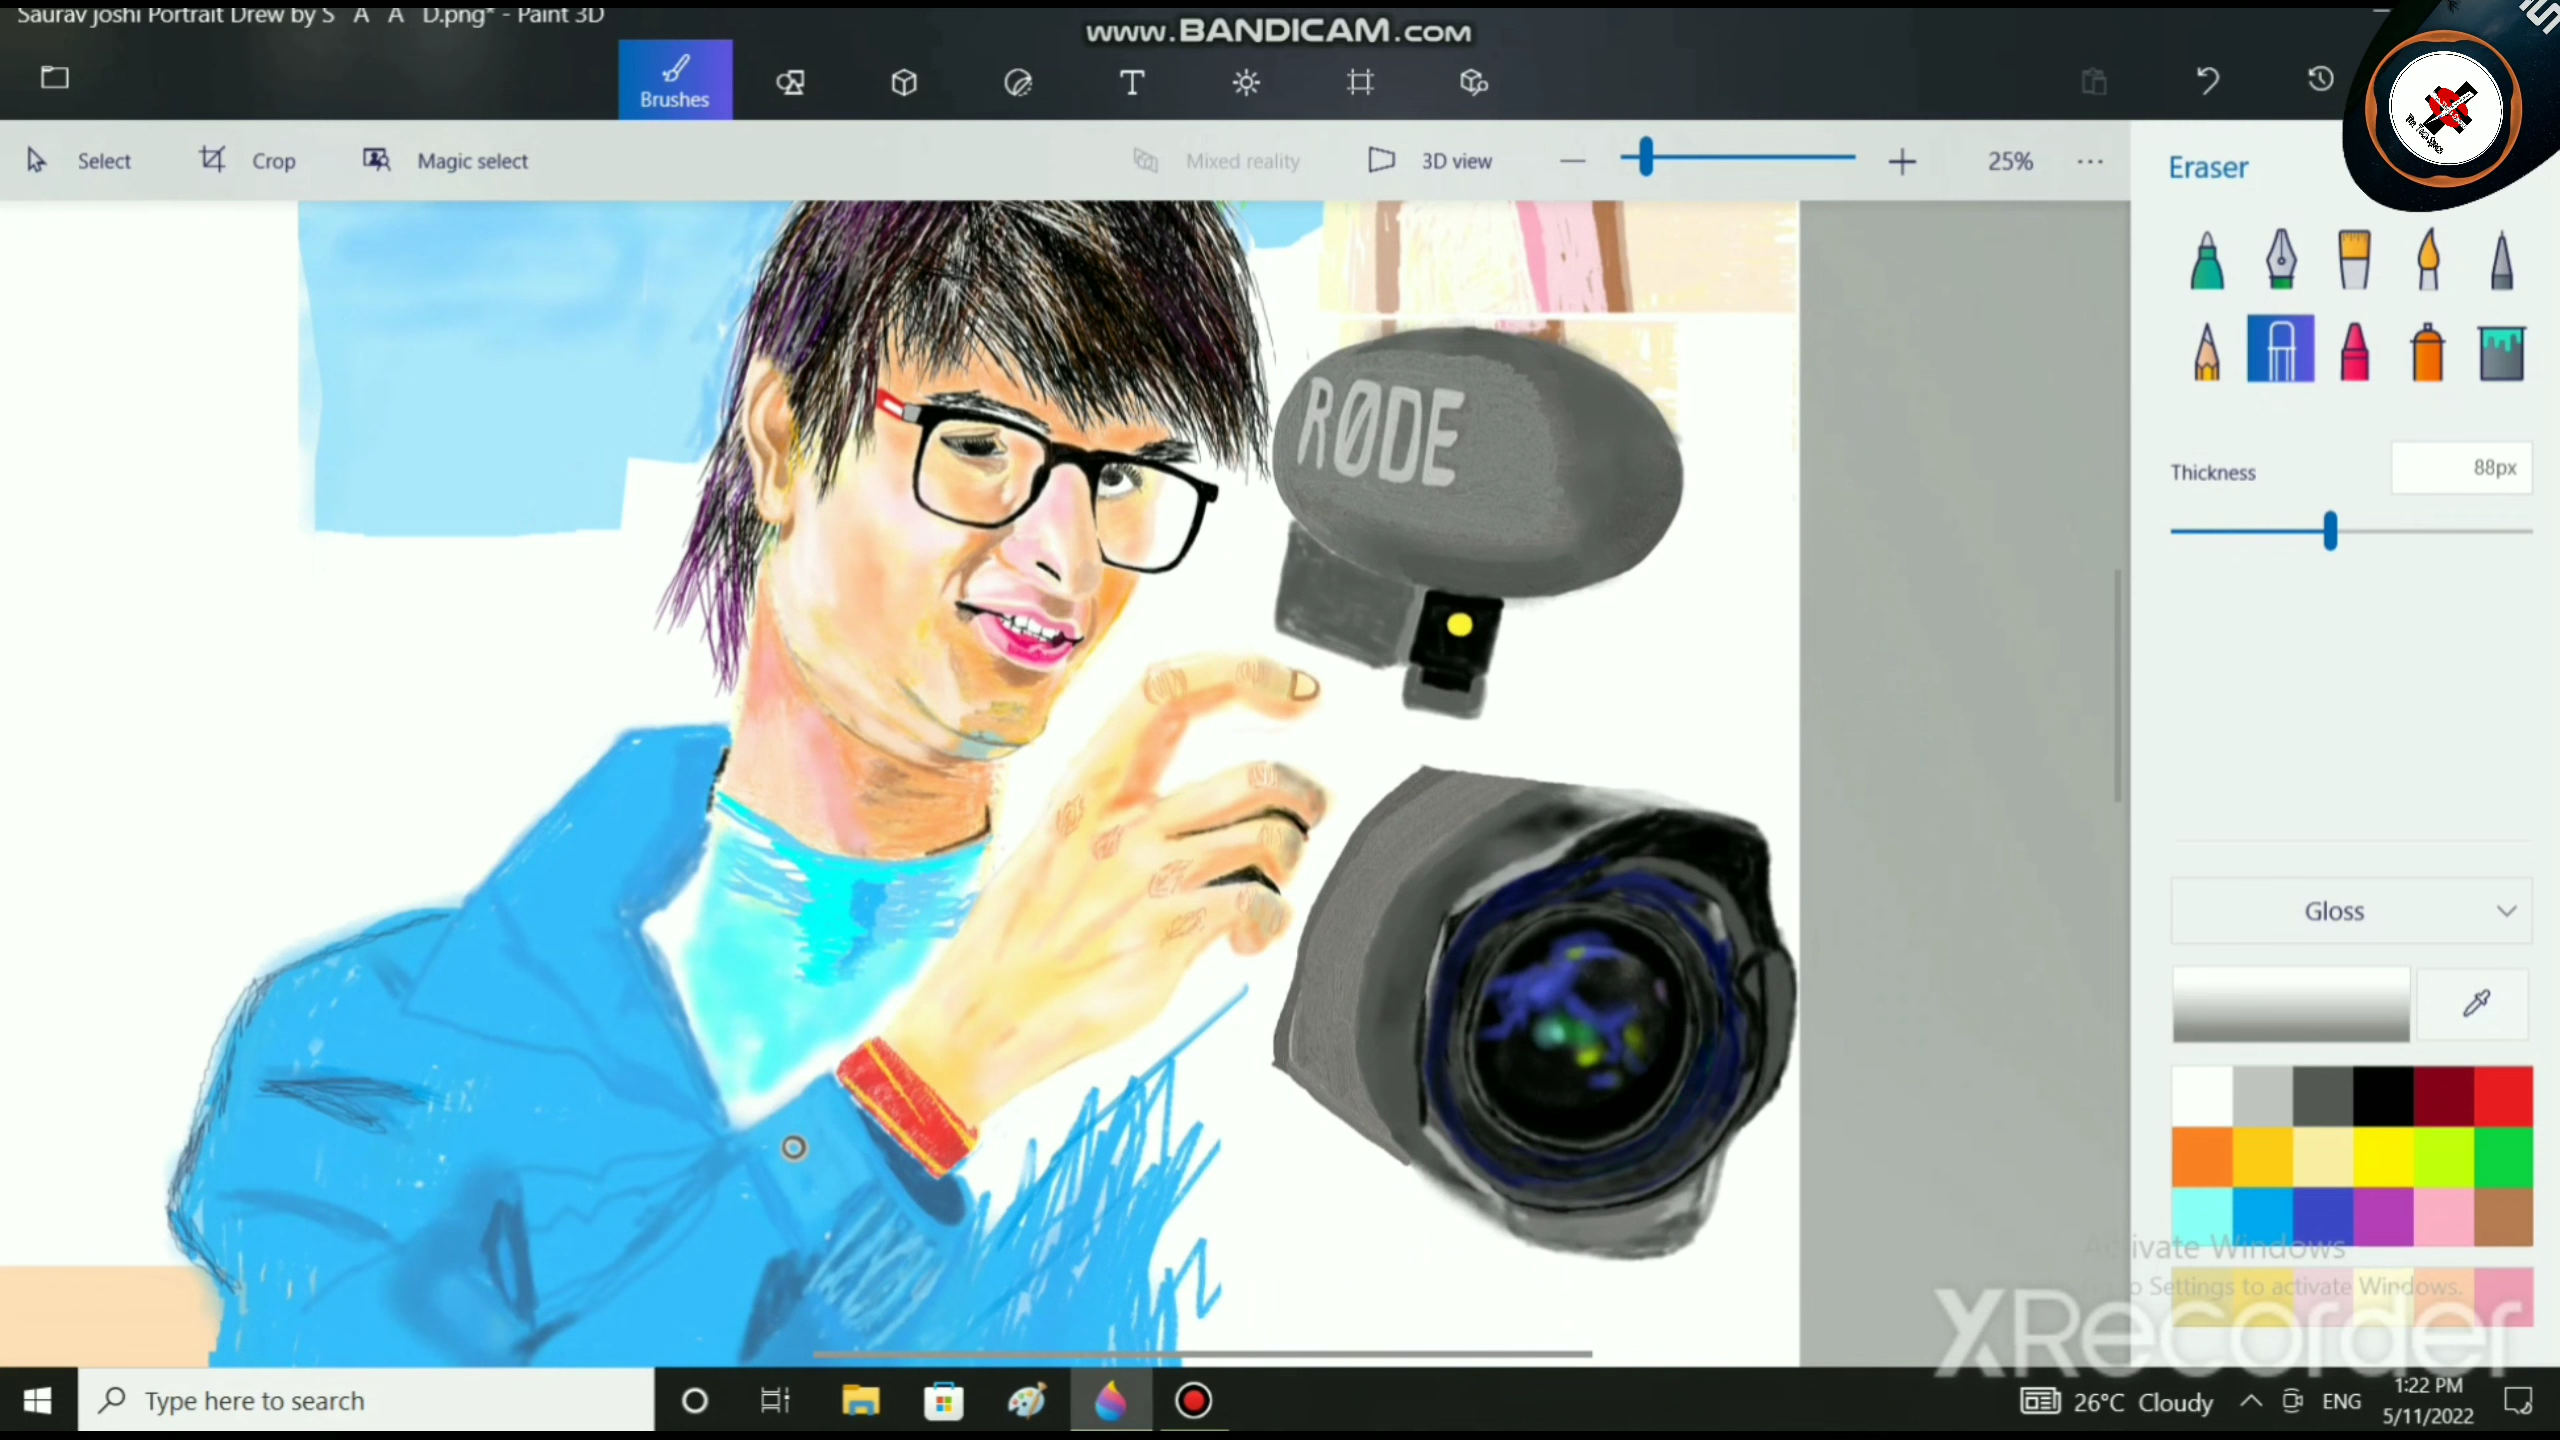 Saurav joshi Portrait Drew by S A A D.png* - Paint 3D
www.BANDICAM.com
Brushes
Select
Crop
Magic select
Mixed reality
3D view
25%
Eraser
RØDE
Thickness
88px
Gloss
Activate Windows
Go to Settings to activate Windows.
XRecorder
Type here to search
26°C Cloudy
ENG
1:22 PM
5/11/2022